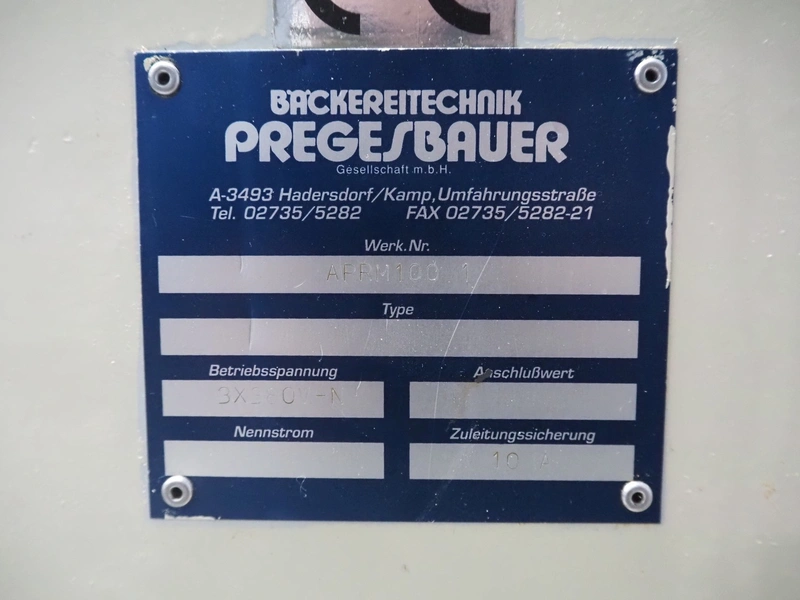 BÄCKEREITECHNIK
PREGESBAUER
Gesellschaft m.b.H.
A-3493 Hadersdorf/Kamp, Umfahrungsstraße
Tel. 02735/5282 FAX 02735/5282-21
Werk.Nr.
Type
Betriebsspannung Anschlußwert
Nennstrom Zuleitungssicherung
10 A